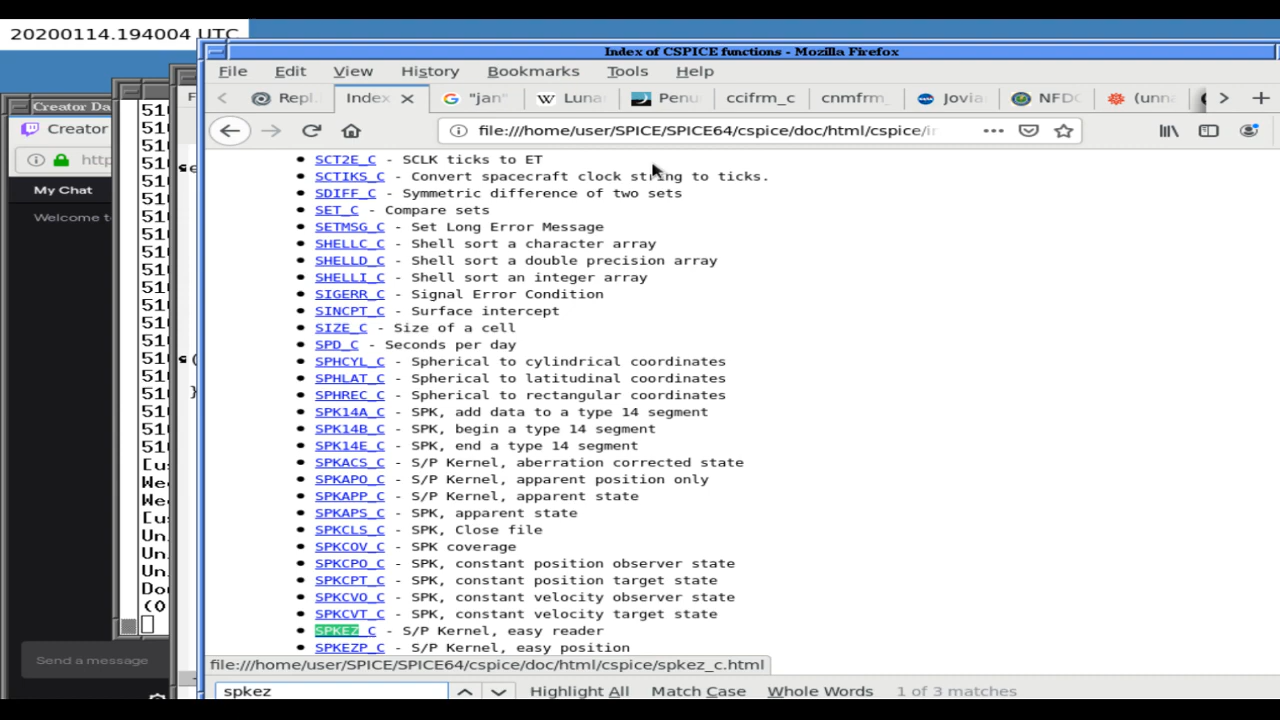 20200114.194004 UTC
Index of CSPICE functions - Mozilla Firefox
File Edit View History Bookmarks Tools Help
Creator Da
Repl. Index "jan" Luna Penu ccifrm_c cnmfrm_ Jovia NFDC (unna
Creator
file:///home/user/SPICE/SPICE64/cspice/doc/html/cspice/i
http
My Chat
Welcome to
SCT2E_C - SCLK ticks to ET
SCTIKS_C - Convert spacecraft clock string to ticks.
SDIFF_C - Symmetric difference of two sets
SET_C - Compare sets
SETMSG_C - Set Long Error Message
SHELLC_C - Shell sort a character array
SHELLD_C - Shell sort a double precision array
SHELLI_C - Shell sort an integer array
SIGERR_C - Signal Error Condition
SINCPT_C - Surface intercept
SIZE_C - Size of a cell
SPD_C - Seconds per day
SPHCYL_C - Spherical to cylindrical coordinates
SPHLAT_C - Spherical to latitudinal coordinates
SPHREC_C - Spherical to rectangular coordinates
SPK14A_C - SPK, add data to a type 14 segment
SPK14B_C - SPK, begin a type 14 segment
SPK14E_C - SPK, end a type 14 segment
SPKACS_C - S/P Kernel, aberration corrected state
SPKAPO_C - S/P Kernel, apparent position only
SPKAPP_C - S/P Kernel, apparent state
SPKAPS_C - SPK, apparent state
SPKCLS_C - SPK, Close file
SPKCOV_C - SPK coverage
SPKCPO_C - SPK, constant position observer state
SPKCPT_C - SPK, constant position target state
SPKCVO_C - SPK, constant velocity observer state
SPKCVT_C - SPK, constant velocity target state
SPKEZ_C - S/P Kernel, easy reader
SPKEZP_C - S/P Kernel, easy position
file:///home/user/SPICE/SPICE64/cspice/doc/html/cspice/spkez_c.html
Send a message
spkez Highlight All Match Case Whole Words 1 of 3 matches